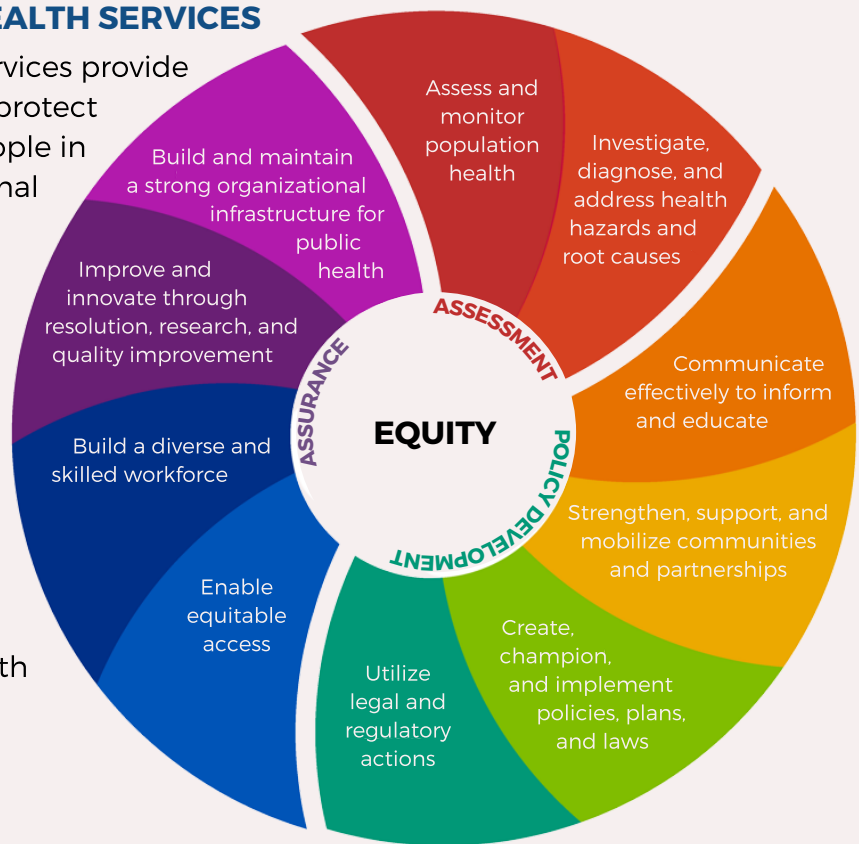 EALTH SERVICES
rvices provide
protect
ople in
nal
th
Assess and
monitor
population
health
Investigate,
diagnose, and
address health
hazards and
root causes
Communicate
effectively to inform
and educate
Strengthen, support, and
mobilize communities
and partnerships
Create,
champion,
and implement
policies, plans,
and laws
Utilize
legal and
regulatory
actions
Enable
equitable
access
Build a diverse and
skilled workforce
Improve and
innovate through
resolution, research, and
quality improvement
Build and maintain
a strong organizational
infrastructure for
public
health
ASSESSMENT
POLICY DEVELOPMENT
ASSURANCE
EQUITY